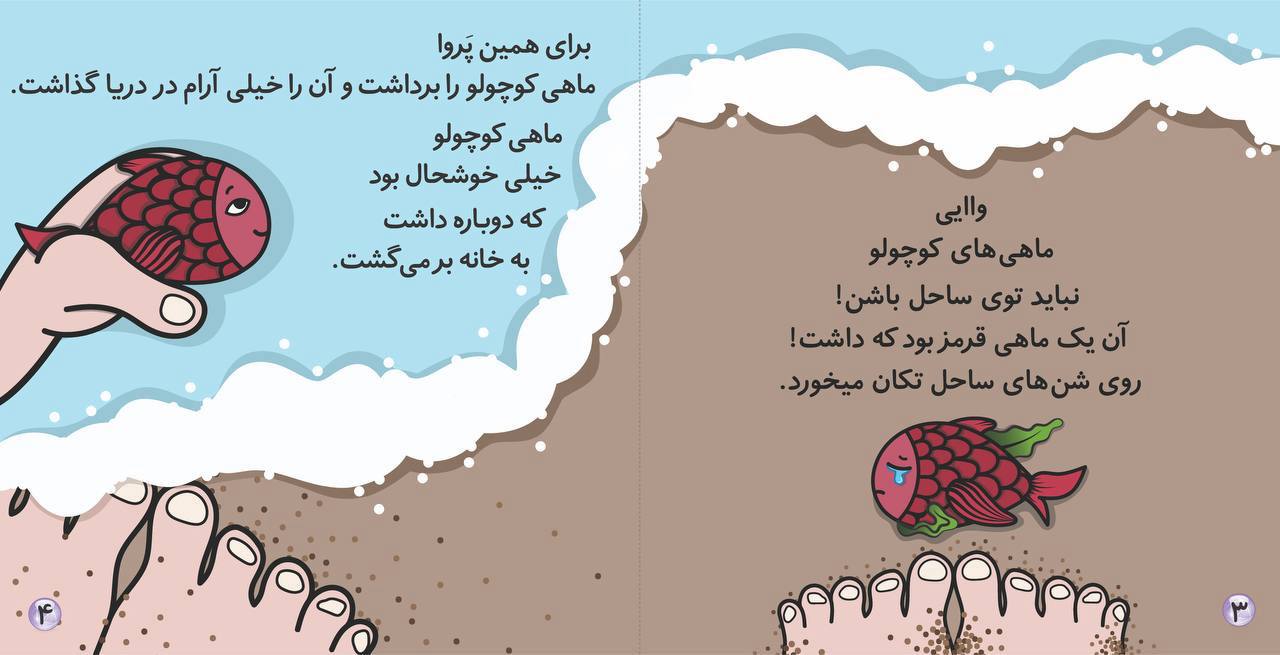 واایی
ماهی‌های کوچولو
نباید توی ساحل باشن!
آن یک ماهی قرمز بود که داشت!
روی شن‌های ساحل تکان میخورد.
۳
برای همین پَروا
ماهی کوچولو را برداشت و آن را خیلی آرام در دریا گذاشت.
ماهی کوچولو
خیلی خوشحال بود
که دوباره داشت
به خانه بر می‌گشت.
۴